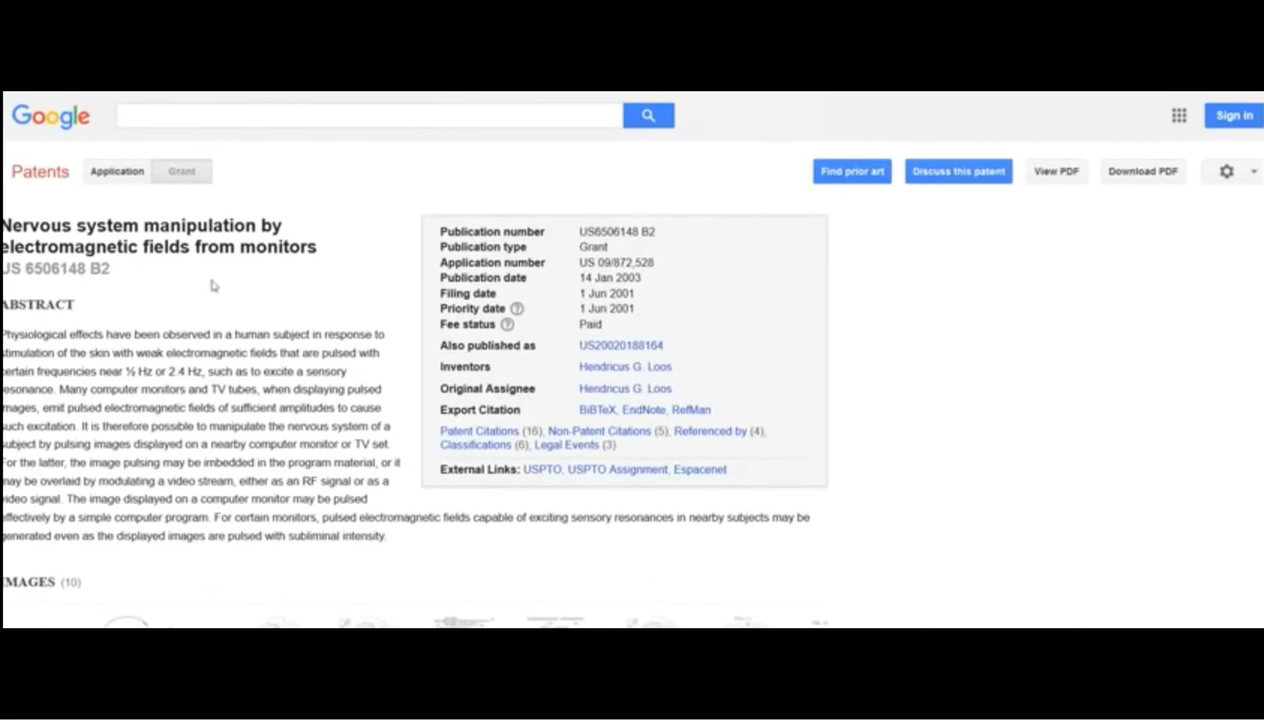 Google
Sign in
Patents Application Grant Find prior art Discuss this patent View PDF Download PDF
Nervous system manipulation by
electromagnetic fields from monitors
US 6506148 B2
ABSTRACT
Physiological effects have been observed in a human subject in response to
stimulation of the skin with weak electromagnetic fields that are pulsed with
certain frequencies near ½ Hz or 2.4 Hz, such as to excite a sensory
resonance. Many computer monitors and TV tubes, when displaying pulsed
images, emit pulsed electromagnetic fields of sufficient amplitudes to cause
such excitation. It is therefore possible to manipulate the nervous system of a
subject by pulsing images displayed on a nearby computer monitor or TV set.
For the latter, the image pulsing may be imbedded in the program material, or it
may be overlaid by modulating a video stream, either as an RF signal or as a
video signal. The image displayed on a computer monitor may be pulsed
effectively by a simple computer program. For certain monitors, pulsed electromagnetic fields capable of exciting sensory resonances in nearby subjects may be
generated even as the displayed images are pulsed with subliminal intensity.
Publication number US6506148 B2
Publication type Grant
Application number US 09/872,528
Publication date 14 Jan 2003
Filing date 1 Jun 2001
Priority date ? 1 Jun 2001
Fee status ? Paid
Also published as US20020188164
Inventors Hendricus G. Loos
Original Assignee Hendricus G. Loos
Export Citation BiBTeX, EndNote, RefMan
Patent Citations (16), Non-Patent Citations (5), Referenced by (4),
Classifications (6), Legal Events (3)
External Links: USPTO, USPTO Assignment, Espacenet
IMAGES (10)